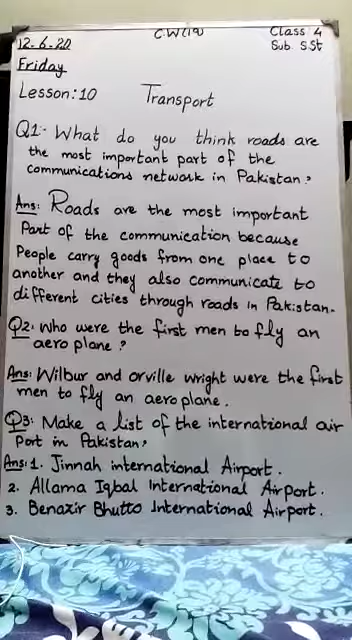 12-6-20 C.W(19) Class 4
Sub. S.St
Friday
Lesson:10 Transport
Q1:- What do you think roads are
the most important part of the
communications network in Pakistan?
Ans: Roads are the most important
Part of the communication because
People carry goods from one place to
another and they also communicate to
different cities through roads in Pakistan.
Q2: Who were the first men to fly an
aero plane?
Ans: Wilbur and orville wright were the first
men to fly an aero plane.
Q3: Make a list of the international air
Port in Pakistan?
Ans: 1. Jinnah international Airport.
2. Allama Iqbal International Airport.
3. Benazir Bhutto International Airport.